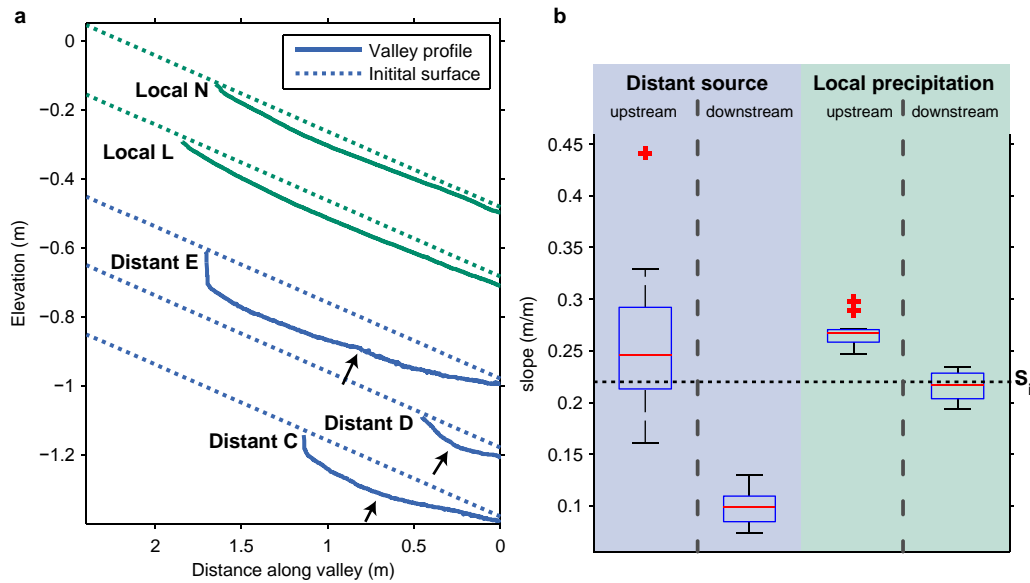 a
0
−0.2
−0.4
−0.6
−0.8
−1
−1.2
Elevation (m)
2
1.5
1
0.5
0
Distance along valley (m)
Valley profile
Initital surface
Local N
Local L
Distant E
Distant D
Distant C
b
Distant source
Local precipitation
upstream
downstream
upstream
downstream
0.45
0.4
0.35
0.3
0.25
0.2
0.15
0.1
slope (m/m)
S